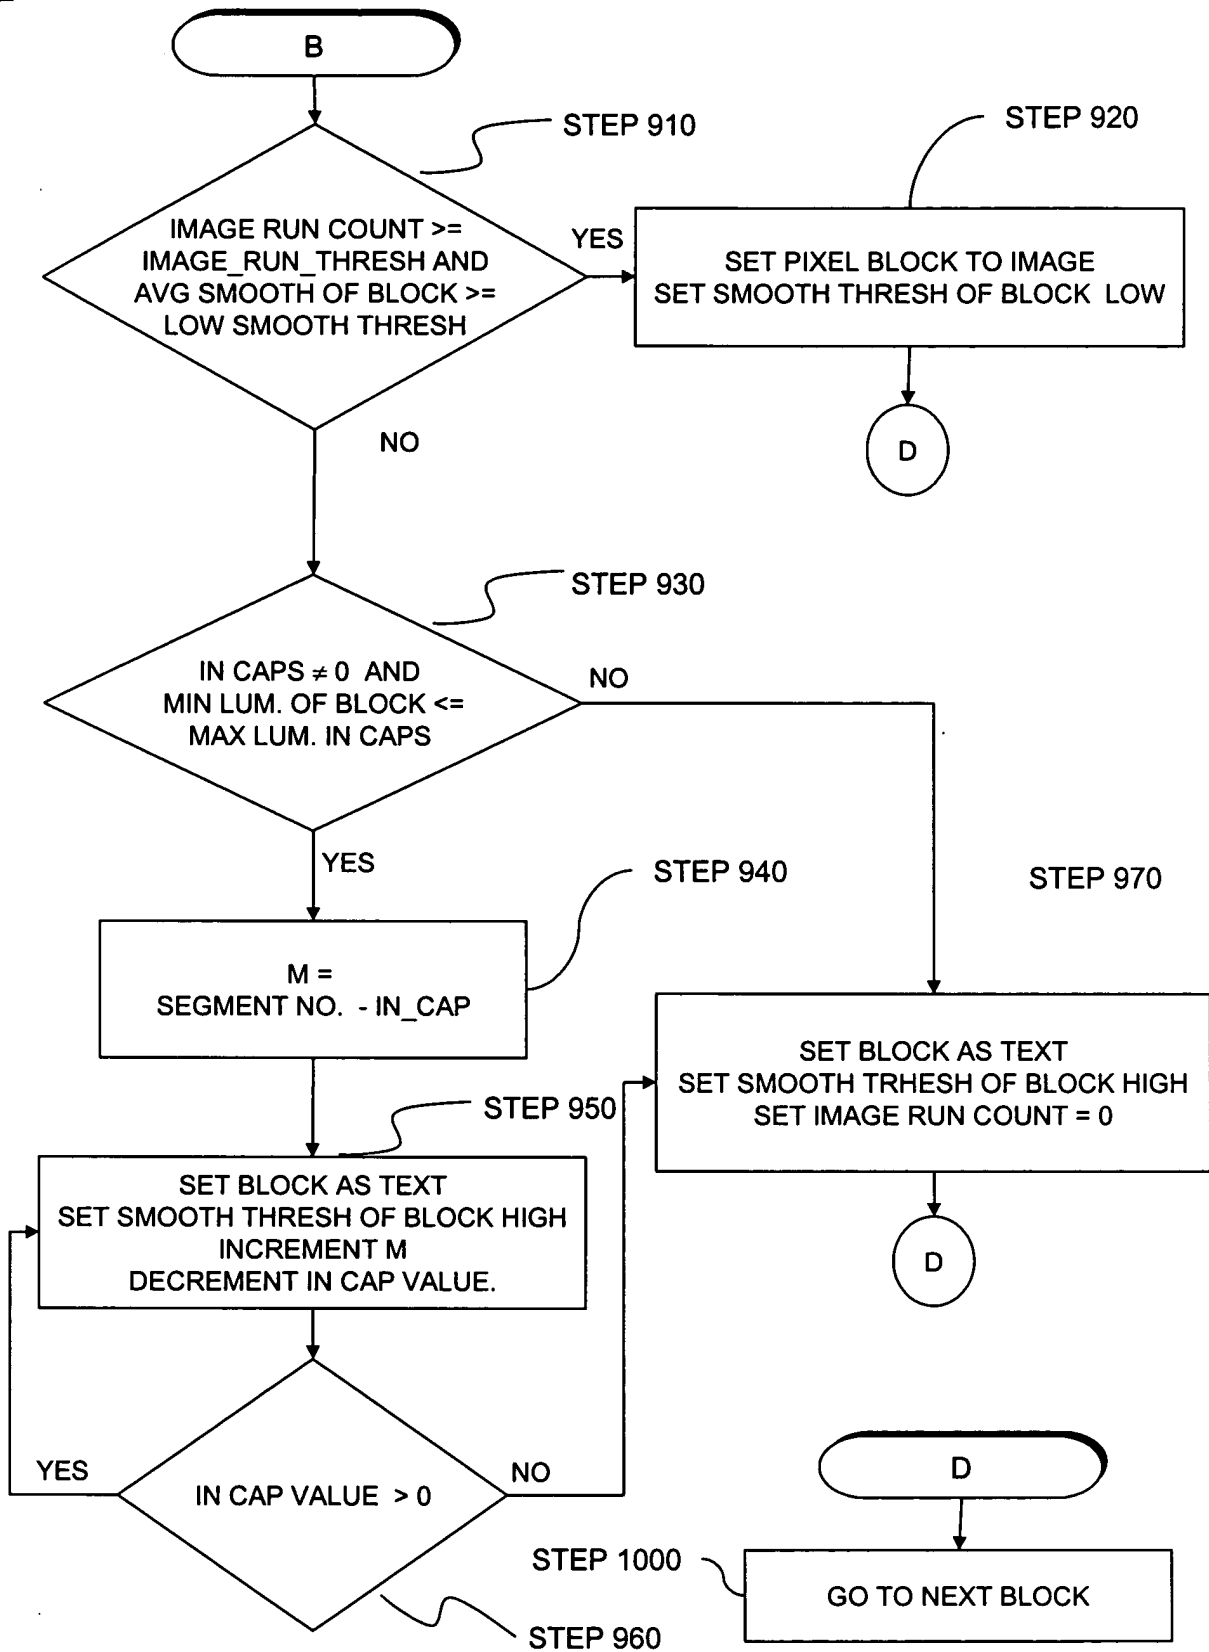 B
STEP 910
STEP 920
IMAGE RUN COUNT >=
IMAGE_RUN_THRESH AND
AVG SMOOTH OF BLOCK >=
LOW SMOOTH THRESH
YES
SET PIXEL BLOCK TO IMAGE
SET SMOOTH THRESH OF BLOCK LOW
NO
D
STEP 930
IN CAPS ≠ 0 AND
MIN LUM. OF BLOCK <=
MAX LUM. IN CAPS
NO
YES
STEP 940
STEP 970
M =
SEGMENT NO. - IN_CAP
SET BLOCK AS TEXT
SET SMOOTH TRHESH OF BLOCK HIGH
SET IMAGE RUN COUNT = 0
STEP 950
SET BLOCK AS TEXT
SET SMOOTH THRESH OF BLOCK HIGH
INCREMENT M
DECREMENT IN CAP VALUE.
D
YES
IN CAP VALUE > 0
NO
D
STEP 1000
GO TO NEXT BLOCK
STEP 960